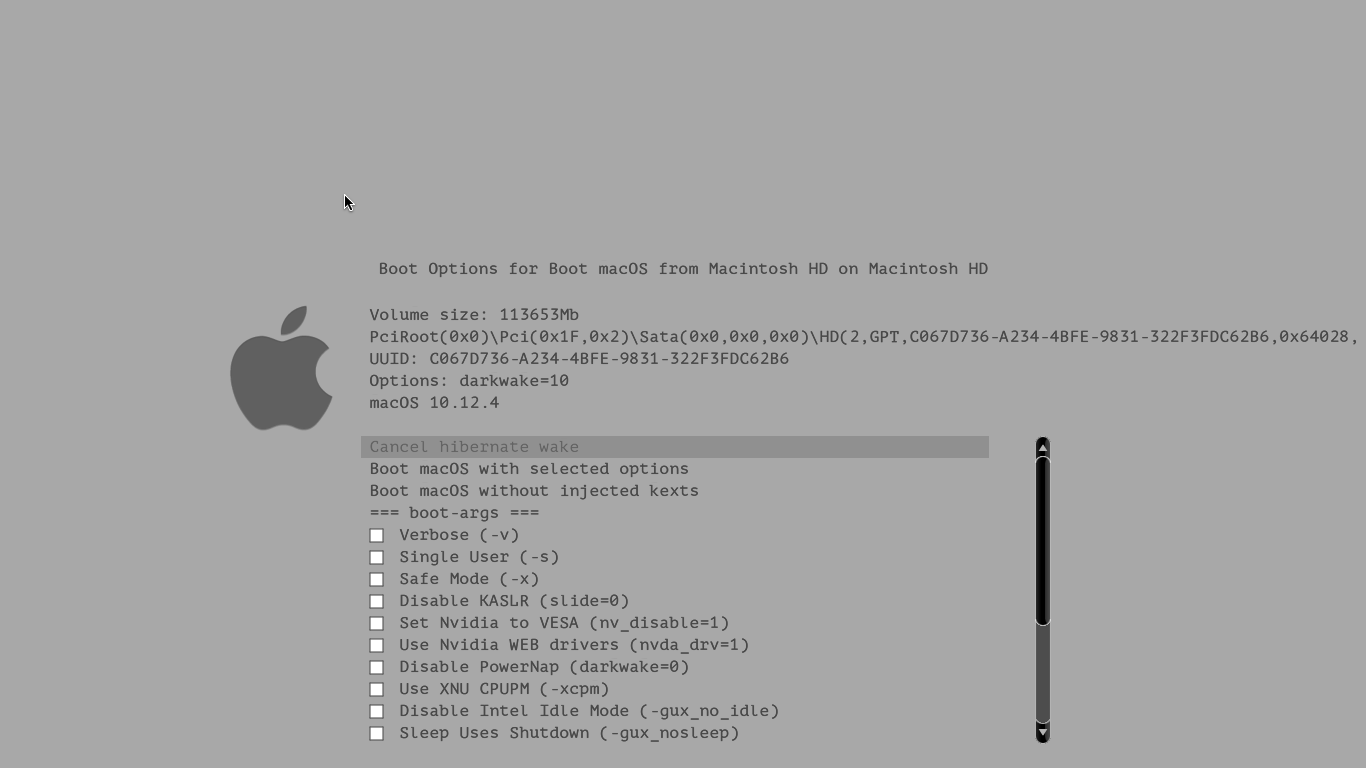 Boot Options for Boot macOS from Macintosh HD on Macintosh HD
Volume size: 113653Mb
PciRoot(0x0)\Pci(0x1F,0x2)\Sata(0x0,0x0,0x0)\HD(2,GPT,C067D736-A234-4BFE-9831-322F3FDC62B6,0x64028,
UUID: C067D736-A234-4BFE-9831-322F3FDC62B6
Options: darkwake=10
macOS 10.12.4
Cancel hibernate wake
Boot macOS with selected options
Boot macOS without injected kexts
=== boot-args ===
Verbose (-v)
Single User (-s)
Safe Mode (-x)
Disable KASLR (slide=0)
Set Nvidia to VESA (nv_disable=1)
Use Nvidia WEB drivers (nvda_drv=1)
Disable PowerNap (darkwake=0)
Use XNU CPUPM (-xcpm)
Disable Intel Idle Mode (-gux_no_idle)
Sleep Uses Shutdown (-gux_nosleep)